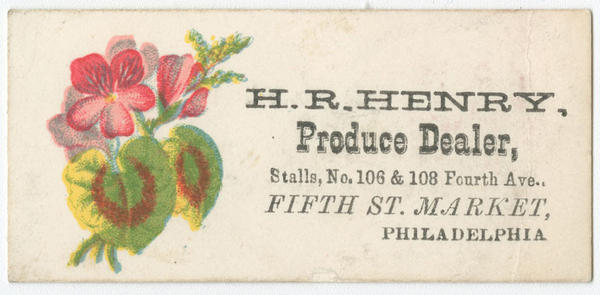 H. R. HENRY,
Produce Dealer,
Stalls, No. 106 & 108 Fourth Ave..
FIFTH ST. MARKET,
PHILADELPHIA